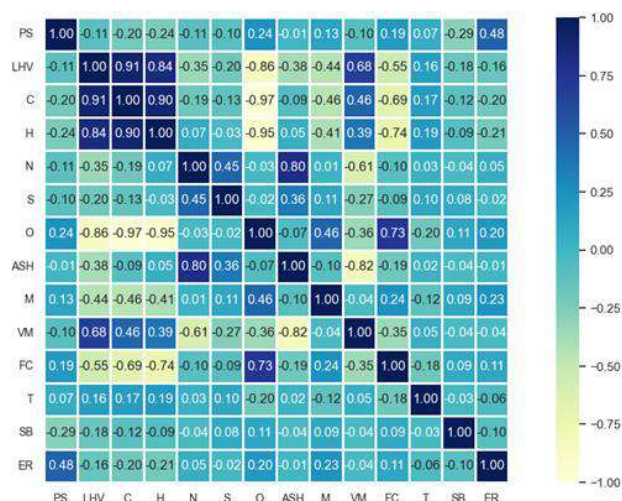 PS 1.00 -0.11 -0.20 -0.24 -0.11 -0.10 0.24 -0.01 0.13 -0.10 0.19 0.07 -0.29 0.48
LHV -0.11 1.00 0.91 0.84 -0.35 -0.20 -0.86 -0.38 -0.44 0.68 -0.55 0.16 -0.18 -0.16
C -0.20 0.91 1.00 0.90 -0.19 -0.13 -0.97 -0.09 -0.46 0.46 -0.69 0.17 -0.12 -0.20
H -0.24 0.84 0.90 1.00 0.07 -0.03 -0.95 0.05 -0.41 0.39 -0.74 0.19 -0.09 -0.21
N -0.11 -0.35 -0.19 0.07 1.00 0.45 -0.03 0.80 0.01 -0.61 -0.10 0.03 -0.04 0.05
S -0.10 -0.20 -0.13 -0.03 0.45 1.00 -0.02 0.36 0.11 -0.27 -0.09 0.10 0.08 -0.02
O 0.24 -0.86 -0.97 -0.95 -0.03 -0.02 1.00 -0.07 0.46 -0.36 0.73 -0.20 0.11 0.20
ASH -0.01 -0.38 -0.09 0.05 0.80 0.36 -0.07 1.00 -0.10 -0.82 -0.19 0.02 -0.04 -0.01
M 0.13 -0.44 -0.46 -0.41 0.01 0.11 0.46 -0.10 1.00 -0.04 0.24 -0.12 0.09 0.23
VM -0.10 0.68 0.46 0.39 -0.61 -0.27 -0.36 -0.82 -0.04 1.00 -0.35 0.05 -0.04 -0.04
FC 0.19 -0.55 -0.69 -0.74 -0.10 -0.09 0.73 -0.19 0.24 -0.35 1.00 -0.18 0.09 0.11
T 0.07 0.16 0.17 0.19 0.03 0.10 -0.20 0.02 -0.12 0.05 -0.18 1.00 -0.03 -0.06
SB -0.29 -0.18 -0.12 -0.09 -0.04 0.08 0.11 -0.04 0.09 -0.04 0.09 -0.03 1.00 -0.10
ER 0.48 -0.16 -0.20 -0.21 0.05 -0.02 0.20 -0.01 0.23 -0.04 0.11 -0.06 -0.10 1.00
PS LHV C H N S O ASH M VM FC T SB ER
1.00
0.75
0.50
0.25
0.00
-0.25
-0.50
-0.75
-1.00